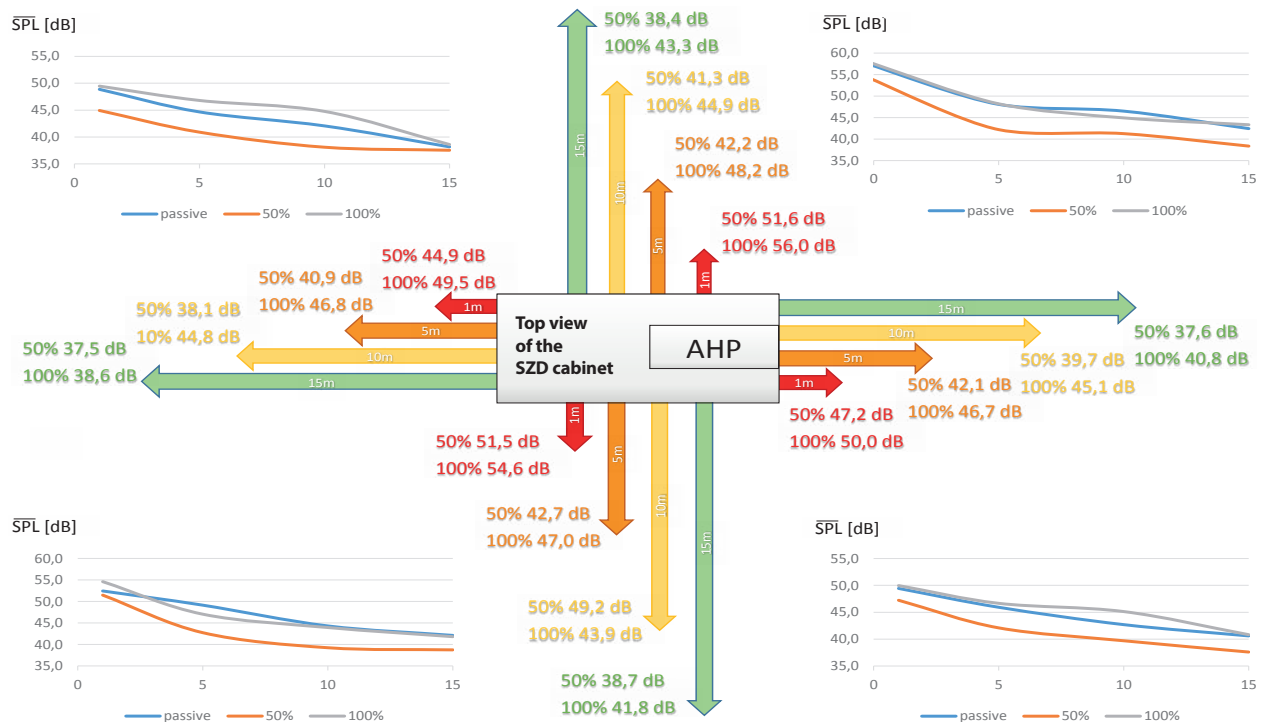 SPL [dB]
55,0
50,0
45,0
40,0
35,0
0
5
10
15
passive
50%
100%
50% 38,4 dB
100% 43,3 dB
15m
50% 41,3 dB
100% 44,9 dB
10m
50% 42,2 dB
100% 48,2 dB
5m
50% 51,6 dB
100% 56,0 dB
1m
SPL [dB]
60,0
55,0
50,0
45,0
40,0
35,0
0
5
10
15
passive
50%
100%
50% 44,9 dB
100% 49,5 dB
1m
50% 40,9 dB
100% 46,8 dB
5m
50% 38,1 dB
10% 44,8 dB
10m
50% 37,5 dB
100% 38,6 dB
15m
Top view
of the
SZD cabinet
AHP
15m
50% 37,6 dB
100% 40,8 dB
10m
50% 39,7 dB
100% 45,1 dB
5m
50% 42,1 dB
100% 46,7 dB
1m
50% 47,2 dB
100% 50,0 dB
1m
50% 51,5 dB
100% 54,6 dB
5m
50% 42,7 dB
100% 47,0 dB
10m
50% 49,2 dB
100% 43,9 dB
15m
50% 38,7 dB
100% 41,8 dB
SPL [dB]
60,0
55,0
50,0
45,0
40,0
35,0
0
5
10
15
passive
50%
100%
SPL [dB]
55,0
50,0
45,0
40,0
35,0
0
5
10
15
passive
50%
100%